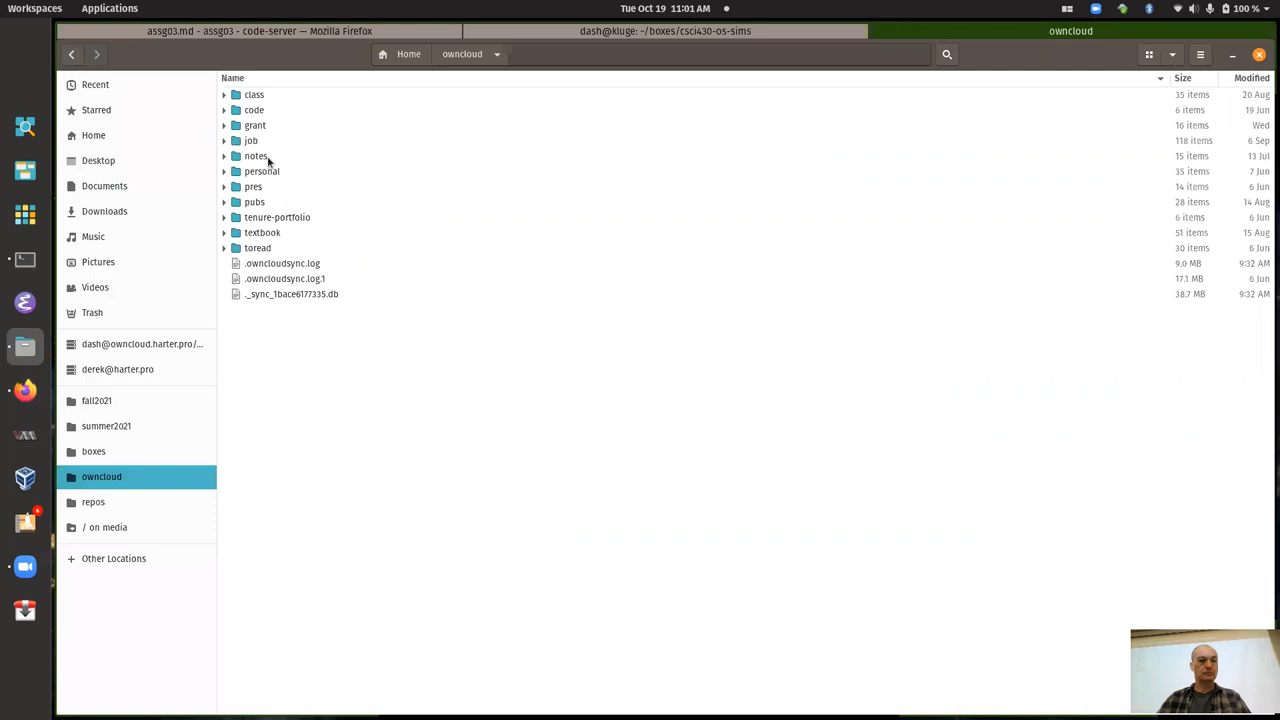 Workspaces Applications Tue Oct 19 11:01 AM 100 %
assg03.md - assg03 - code-server — Mozilla Firefox dash@kluge: ~/boxes/csci430-os-sims owncloud
Home owncloud
Name Size Modified
Recent
Starred
Home
Desktop
Documents
Downloads
Music
Pictures
Videos
Trash
dash@owncloud.harter.pro/...
derek@harter.pro
fall2021
summer2021
boxes
owncloud
repos
/ on media
+ Other Locations
class 35 items 20 Aug
code 6 items 19 Jun
grant 16 items Wed
job 118 items 6 Sep
notes 15 items 13 Jul
personal 35 items 7 Jun
pres 14 items 6 Jun
pubs 28 items 14 Aug
tenure-portfolio 6 items 6 Jun
textbook 51 items 15 Aug
toread 30 items 6 Jun
.owncloudsync.log 9.0 MB 9:32 AM
.owncloudsync.log.1 17.1 MB 6 Jun
._sync_1bace6177335.db 38.7 MB 9:32 AM